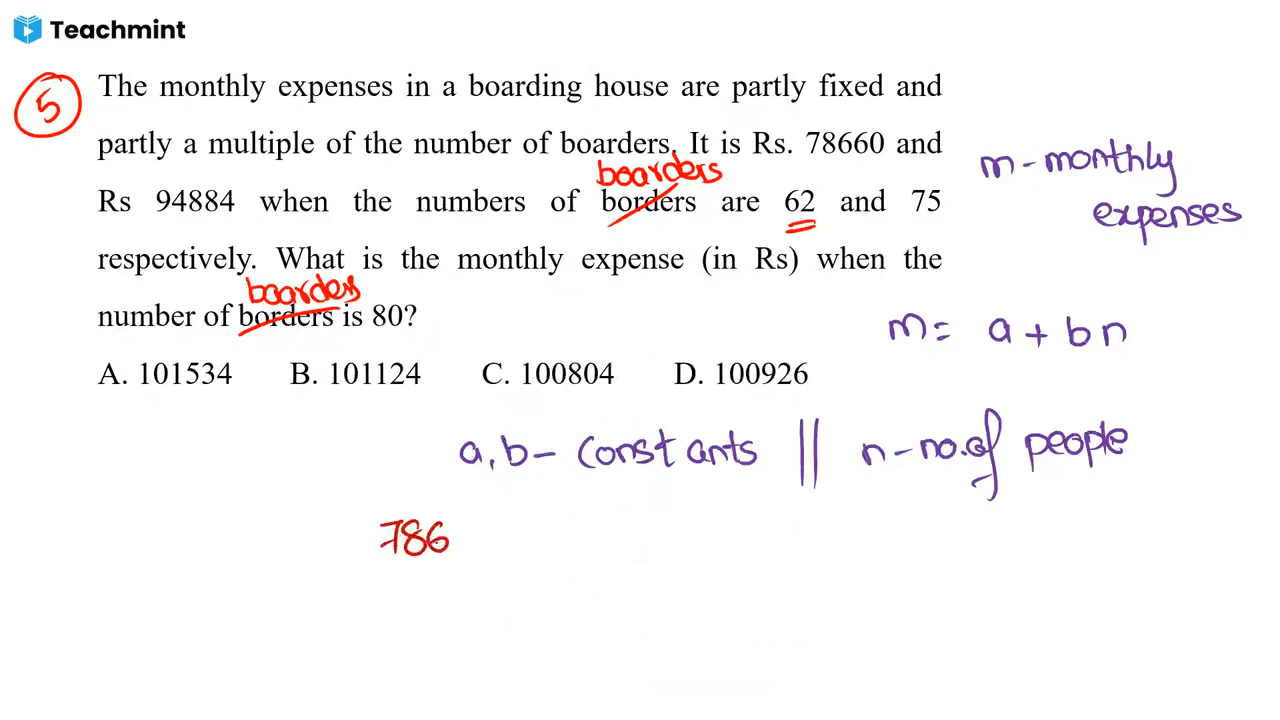 Teachmint
5 The monthly expenses in a boarding house are partly fixed and
partly a multiple of the number of boarders. It is Rs. 78660 and
boarders
Rs 94884 when the numbers of borders are 62 and 75
respectively. What is the monthly expense (in Rs) when the
boarders
number of borders is 80?
A. 101534 B. 101124 C. 100804 D. 100926
m - monthly
expenses
m = a + bn
a, b - constants || n - no. of people
786